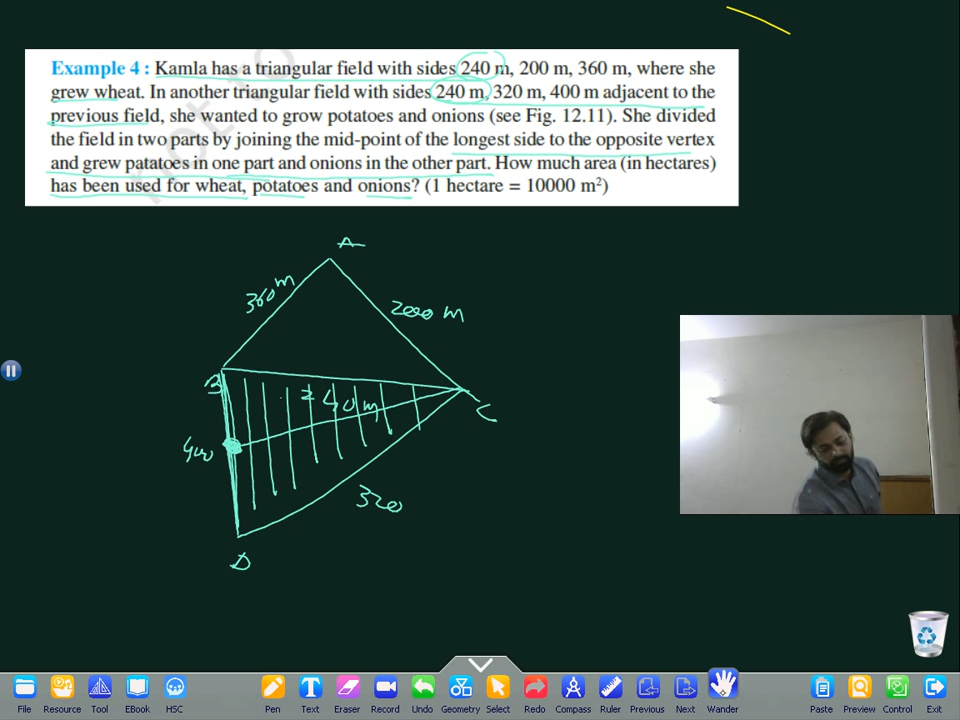 Example 4 : Kamla has a triangular field with sides 240 m, 200 m, 360 m, where she
grew wheat. In another triangular field with sides 240 m, 320 m, 400 m adjacent to the
previous field, she wanted to grow potatoes and onions (see Fig. 12.11). She divided
the field in two parts by joining the mid-point of the longest side to the opposite vertex
and grew patatoes in one part and onions in the other part. How much area (in hectares)
has been used for wheat, potatoes and onions? (1 hectare = 10000 m²)
A
360 m
200 m
B
240 m
C
400
320
D
File
Resource
Tool
EBook
HSC
Pen
Text
Eraser
Record
Undo
Geometry
Select
Redo
Compass
Ruler
Previous
Next
Wander
Paste
Preview
Control
Exit